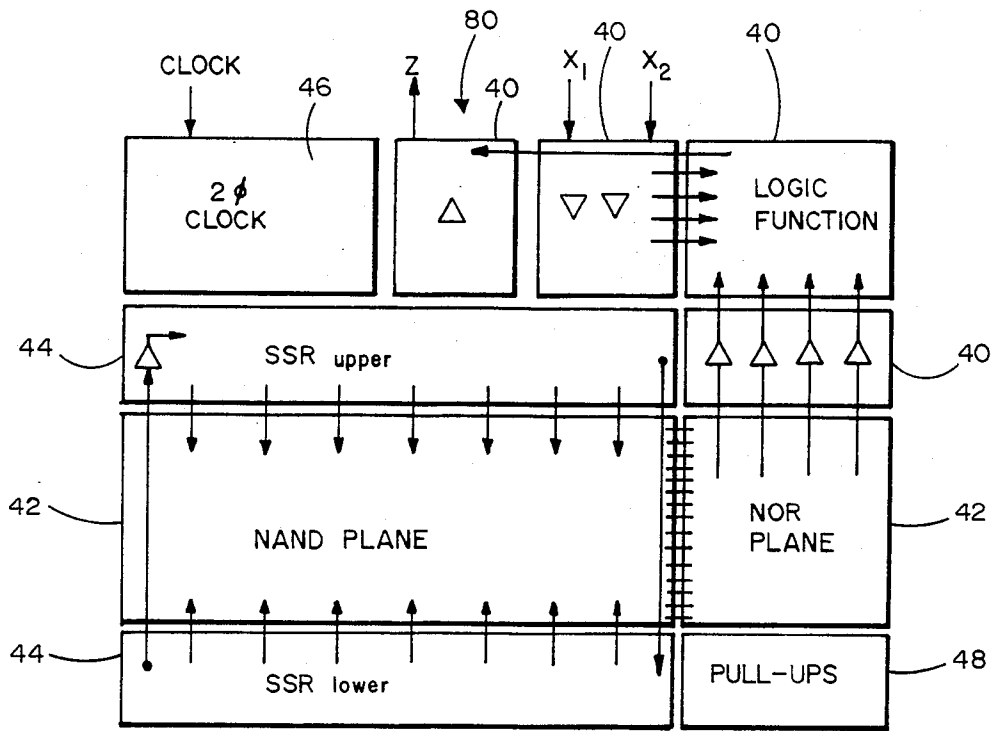 80
40
40
40
CLOCK
Z
X1
X2
46
2φ
CLOCK
LOGIC
FUNCTION
44
SSR upper
40
42
NAND PLANE
NOR
PLANE
42
44
SSR lower
PULL-UPS
48